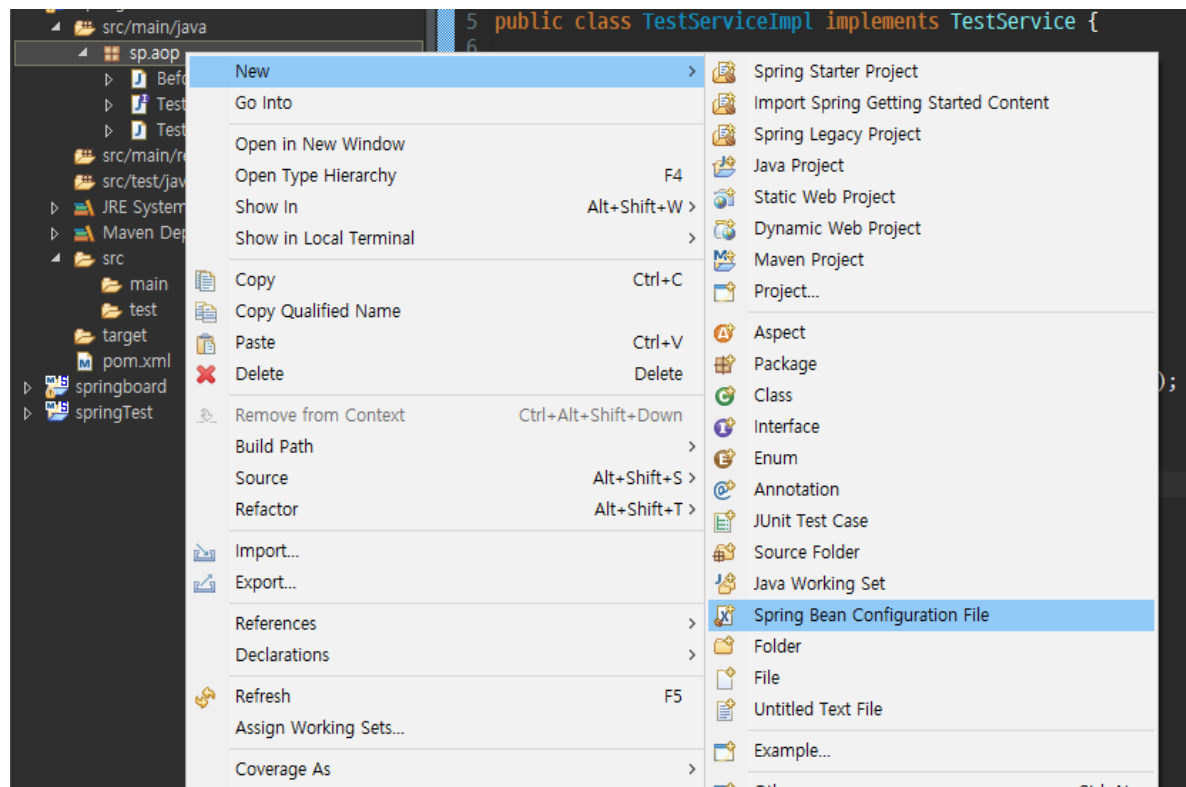 src/main/java
sp.aop
Befo
Test
Test
src/main/re
src/test/jav
JRE System
Maven Dep
src
main
test
target
pom.xml
springboard
springTest
5 public class TestServiceImpl implements TestService {
6
);
New
Go Into
Open in New Window
Open Type Hierarchy F4
Show In Alt+Shift+W >
Show in Local Terminal
Copy Ctrl+C
Copy Qualified Name
Paste Ctrl+V
Delete Delete
Remove from Context Ctrl+Alt+Shift+Down
Build Path
Source Alt+Shift+S >
Refactor Alt+Shift+T >
Import...
Export...
References
Declarations
Refresh F5
Assign Working Sets...
Coverage As
Spring Starter Project
Import Spring Getting Started Content
Spring Legacy Project
Java Project
Static Web Project
Dynamic Web Project
Maven Project
Project...
Aspect
Package
Class
Interface
Enum
Annotation
JUnit Test Case
Source Folder
Java Working Set
Spring Bean Configuration File
Folder
File
Untitled Text File
Example...